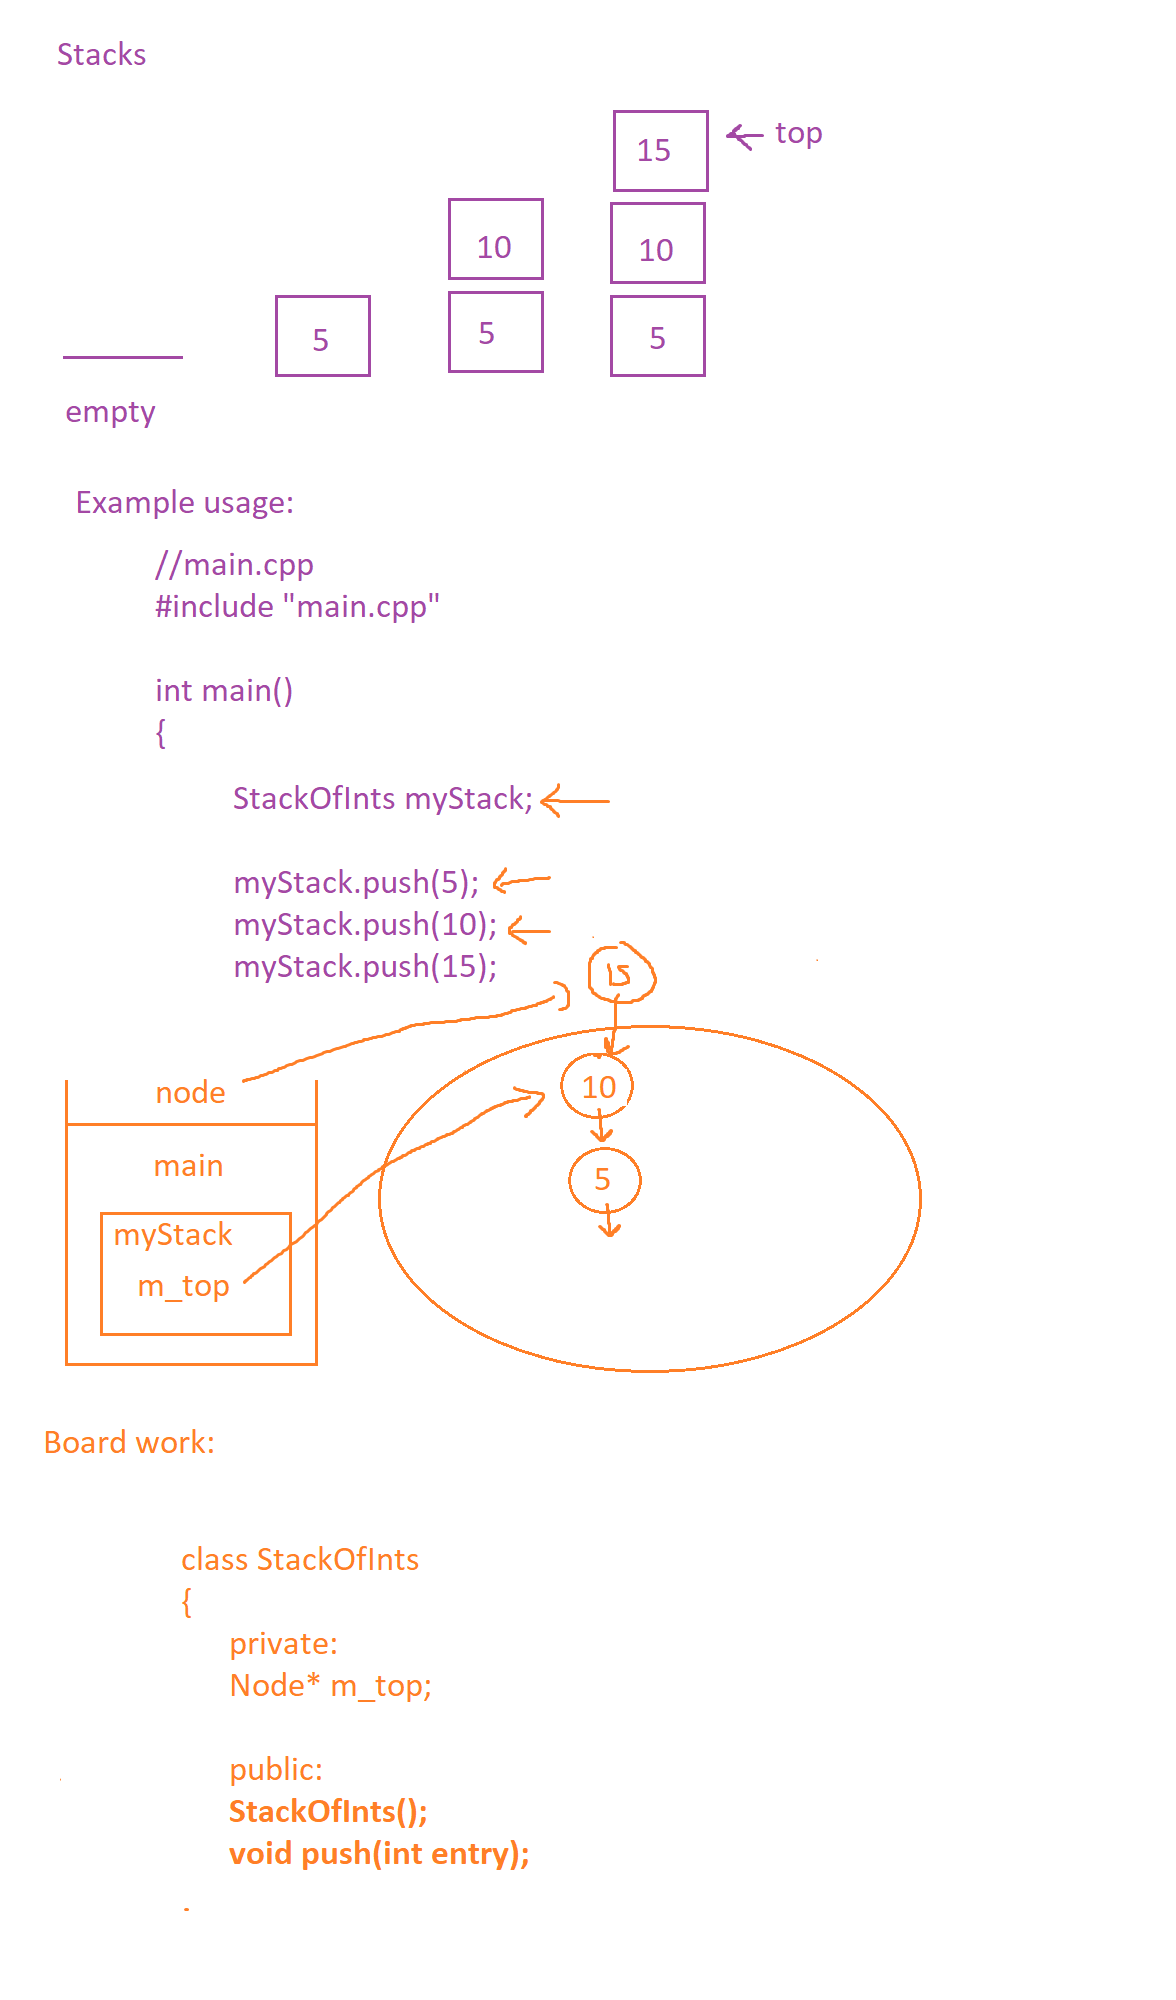 Stacks
15
top
10
10
5
5
5
empty
Example usage:
//main.cpp
#include "main.cpp"
int main()
{
StackOfInts myStack;
myStack.push(5);
myStack.push(10);
myStack.push(15);
15
node
10
main
5
myStack
m_top
Board work:
class StackOfInts
{
private:
Node* m_top;
public:
StackOfInts();
void push(int entry);